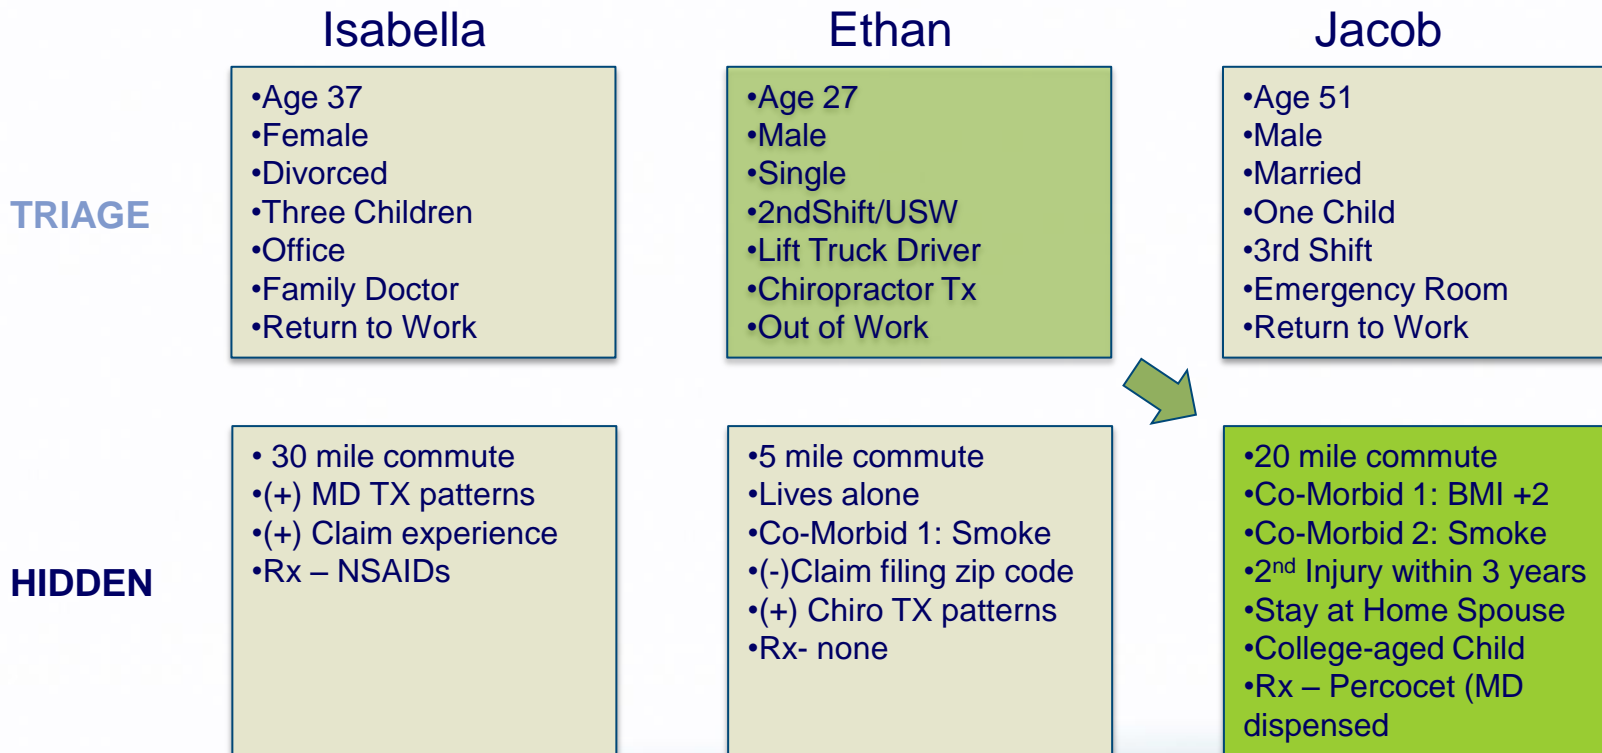 Isabella
Ethan
Jacob
TRIAGE
•Age 37
•Female
•Divorced
•Three Children
•Office
•Family Doctor
•Return to Work
•Age 27
•Male
•Single
•2ndShift/USW
•Lift Truck Driver
•Chiropractor Tx
•Out of Work
•Age 51
•Male
•Married
•One Child
•3rd Shift
•Emergency Room
•Return to Work
HIDDEN
• 30 mile commute
•(+) MD TX patterns
•(+) Claim experience
•Rx – NSAIDs
•5 mile commute
•Lives alone
•Co-Morbid 1: Smoke
•(-)Claim filing zip code
•(+) Chiro TX patterns
•Rx- none
•20 mile commute
•Co-Morbid 1: BMI +2
•Co-Morbid 2: Smoke
•2nd Injury within 3 years
•Stay at Home Spouse
•College-aged Child
•Rx – Percocet (MD
dispensed